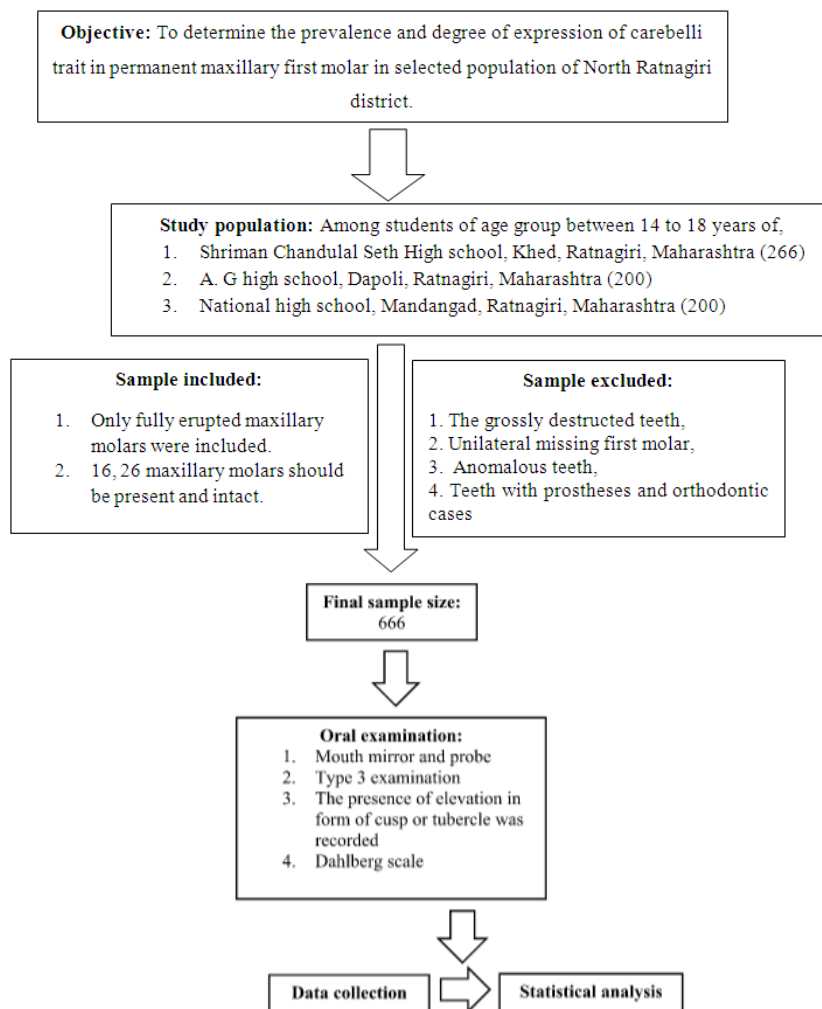 Objective: To determine the prevalence and degree of expression of carebelli
trait in permanent maxillary first molar in selected population of North Ratnagiri
district.
Study population: Among students of age group between 14 to 18 years of,
1. Shriman Chandulal Seth High school, Khed, Ratnagiri, Maharashtra (266)
2. A. G high school, Dapoli, Ratnagiri, Maharashtra (200)
3. National high school, Mandangad, Ratnagiri, Maharashtra (200)
Sample included:
1. Only fully erupted maxillary
molars were included.
2. 16, 26 maxillary molars should
be present and intact.
Sample excluded:
1. The grossly destructed teeth,
2. Unilateral missing first molar,
3. Anomalous teeth,
4. Teeth with prostheses and orthodontic
cases
Final sample size:
666
Oral examination:
1. Mouth mirror and probe
2. Type 3 examination
3. The presence of elevation in
form of cusp or tubercle was
recorded
4. Dahlberg scale
Data collection
Statistical analysis